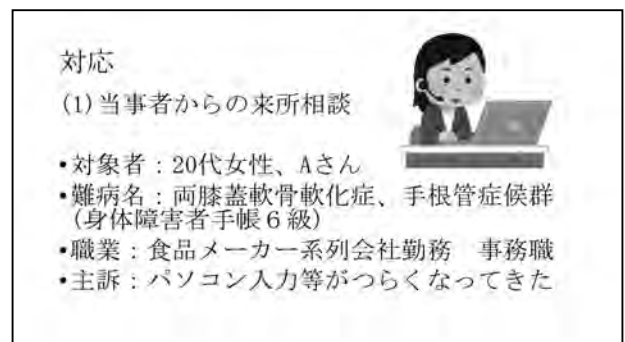 対応
(1)当事者からの来所相談
•対象者：20代女性、Aさん
•難病名：両膝蓋軟骨軟化症、手根管症候群
(身体障害者手帳６級)
•職業：食品メーカー系列会社勤務　事務職
•主訴：パソコン入力等がつらくなってきた